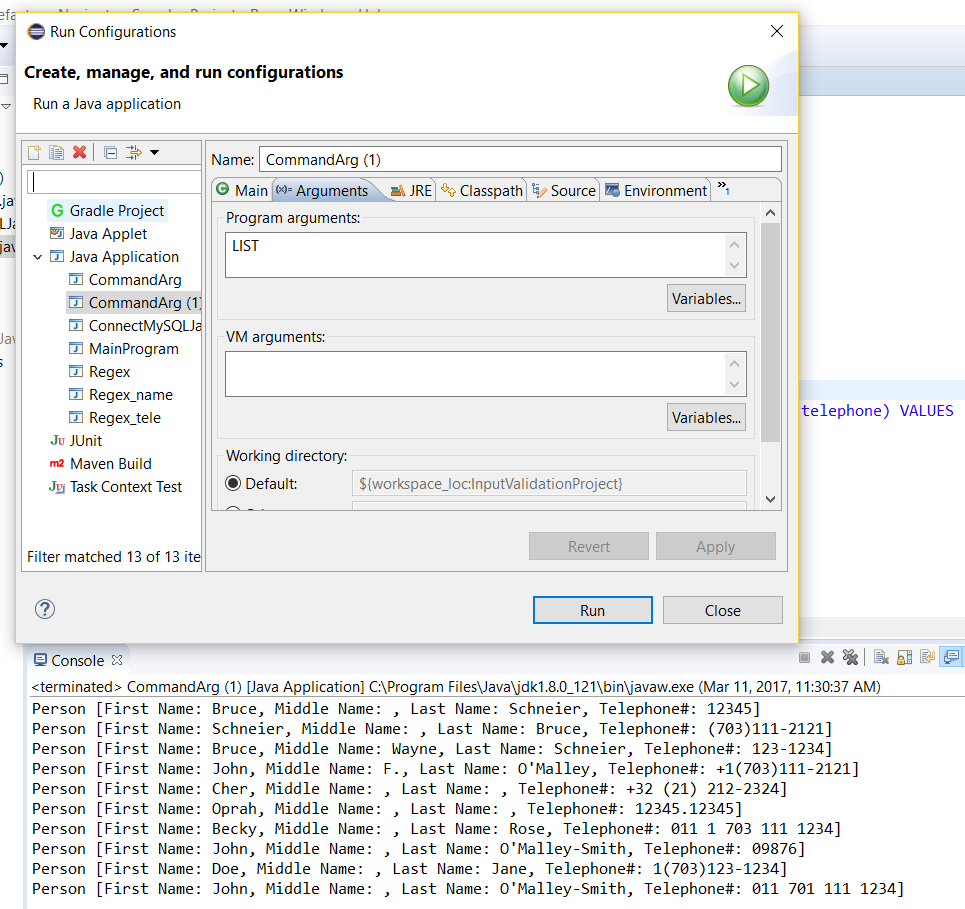 Run Configurations
Create, manage, and run configurations
Run a Java application
Name: CommandArg (1)
Main (x)= Arguments JRE Classpath Source Environment »1
Gradle Project
Java Applet
Java Application
CommandArg
CommandArg (1)
ConnectMySQLJa
MainProgram
Regex
Regex_name
Regex_tele
JUnit
Maven Build
Task Context Test
Filter matched 13 of 13 ite
Program arguments:
LIST
Variables...
VM arguments:
Variables...
Working directory:
Default: ${workspace_loc:InputValidationProject}
Revert Apply
Run Close
telephone) VALUES
Console
<terminated> CommandArg (1) [Java Application] C:\Program Files\Java\jdk1.8.0_121\bin\javaw.exe (Mar 11, 2017, 11:30:37 AM)
Person [First Name: Bruce, Middle Name: , Last Name: Schneier, Telephone#: 12345]
Person [First Name: Schneier, Middle Name: , Last Name: Bruce, Telephone#: (703)111-2121]
Person [First Name: Bruce, Middle Name: Wayne, Last Name: Schneier, Telephone#: 123-1234]
Person [First Name: John, Middle Name: F., Last Name: O'Malley, Telephone#: +1(703)111-2121]
Person [First Name: Cher, Middle Name: , Last Name: , Telephone#: +32 (21) 212-2324]
Person [First Name: Oprah, Middle Name: , Last Name: , Telephone#: 12345.12345]
Person [First Name: Becky, Middle Name: , Last Name: Rose, Telephone#: 011 1 703 111 1234]
Person [First Name: John, Middle Name: , Last Name: O'Malley-Smith, Telephone#: 09876]
Person [First Name: Doe, Middle Name: , Last Name: Jane, Telephone#: 1(703)123-1234]
Person [First Name: John, Middle Name: , Last Name: O'Malley-Smith, Telephone#: 011 701 111 1234]